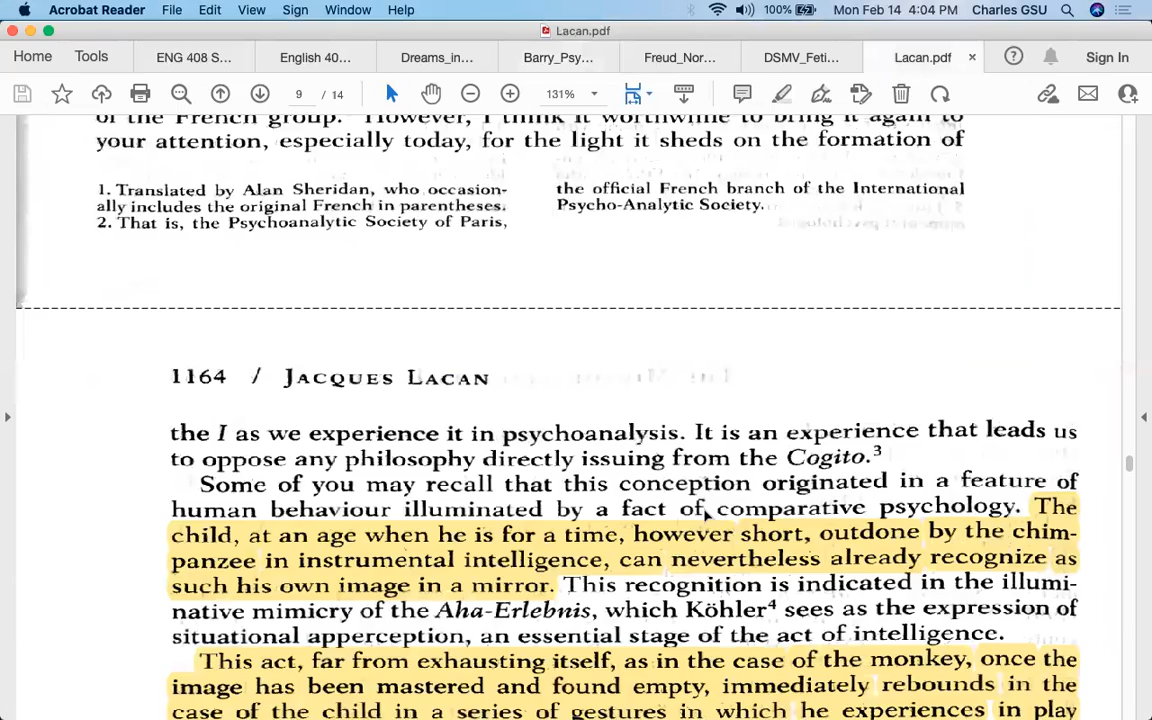 Acrobat Reader File Edit View Sign Window Help 100% Mon Feb 14 4:04 PM Charles GSU
Lacan.pdf
Home Tools ENG 408 S... English 40... Dreams_in... Barry_Psy... Freud_Nor... DSMV_Feti... Lacan.pdf × ? Sign In
9 / 14 131%
of the French group. However, I think it worthwhile to bring it again to
your attention, especially today, for the light it sheds on the formation of
1. Translated by Alan Sheridan, who occasion-
ally includes the original French in parentheses.
2. That is, the Psychoanalytic Society of Paris,
the official French branch of the International
Psycho-Analytic Society.
1164 / JACQUES LACAN
the I as we experience it in psychoanalysis. It is an experience that leads us
to oppose any philosophy directly issuing from the Cogito.³
Some of you may recall that this conception originated in a feature of
human behaviour illuminated by a fact of comparative psychology. The
child, at an age when he is for a time, however short, outdone by the chim-
panzee in instrumental intelligence, can nevertheless already recognize as
such his own image in a mirror. This recognition is indicated in the illumi-
native mimicry of the Aha-Erlebnis, which Köhler⁴ sees as the expression of
situational apperception, an essential stage of the act of intelligence.
This act, far from exhausting itself, as in the case of the monkey, once the
image has been mastered and found empty, immediately rebounds in the
case of the child in a series of gestures in which he experiences in play